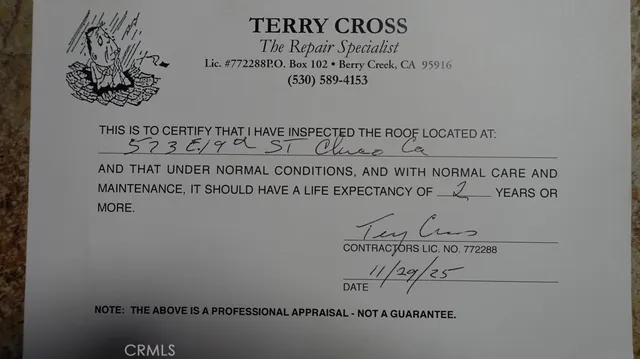 TERRY CROSS
The Repair Specialist
Lic. #772288P.O. Box 102 • Berry Creek, CA 95916
(530) 589-4153
THIS IS TO CERTIFY THAT I HAVE INSPECTED THE ROOF LOCATED AT:
573 E 19th ST Chico Ca
AND THAT UNDER NORMAL CONDITIONS, AND WITH NORMAL CARE AND
MAINTENANCE, IT SHOULD HAVE A LIFE EXPECTANCY OF 2 YEARS OR
MORE.
Terry Cross
CONTRACTORS LIC. NO. 772288
11/29/25
DATE
NOTE: THE ABOVE IS A PROFESSIONAL APPRAISAL - NOT A GUARANTEE.
CRMLS